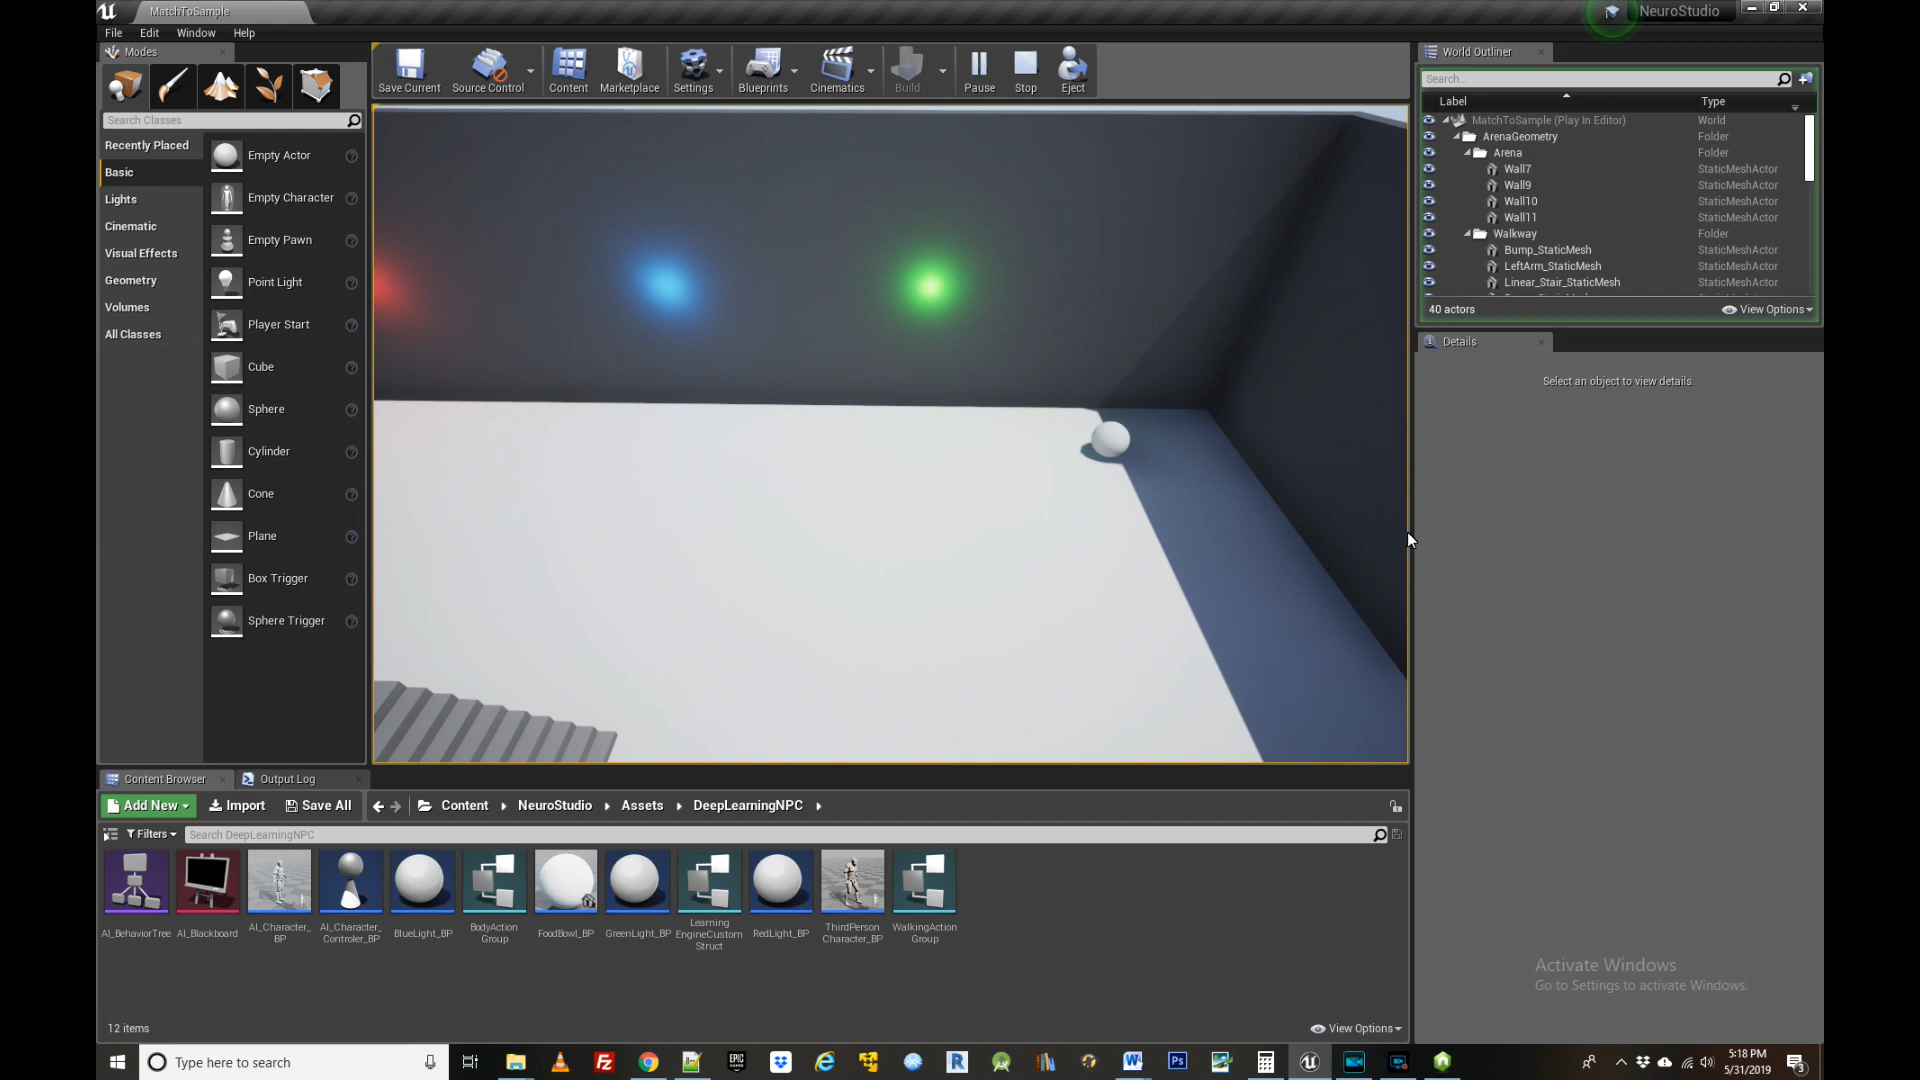 MatchToSample
NeuroStudio
File Edit Window Help
Modes
Search Classes
Recently Placed
Basic
Lights
Cinematic
Visual Effects
Geometry
Volumes
All Classes
Empty Actor
Empty Character
Empty Pawn
Point Light
Player Start
Cube
Sphere
Cylinder
Cone
Plane
Box Trigger
Sphere Trigger
Save Current
Source Control
Content
Marketplace
Settings
Blueprints
Cinematics
Build
Pause
Stop
Eject
World Outliner
Search...
Label Type
MatchToSample (Play In Editor) World
ArenaGeometry Folder
Arena Folder
Wall7 StaticMeshActor
Wall9 StaticMeshActor
Wall10 StaticMeshActor
Wall11 StaticMeshActor
Walkway Folder
Bump_StaticMesh StaticMeshActor
LeftArm_StaticMesh StaticMeshActor
Linear_Stair_StaticMesh StaticMeshActor
40 actors View Options
Details
Select an object to view details.
Content Browser Output Log
Add New Import Save All Content NeuroStudio Assets DeepLearningNPC
Filters Search DeepLearningNPC
AI_BehaviorTree
AI_Blackboard
AI_Character_
BP
AI_Character_
Controler_BP
BlueLight_BP
BodyAction
Group
FoodBowl_BP
GreenLight_BP
Learning
EngineCustom
Struct
RedLight_BP
ThirdPerson
Character_BP
WalkingAction
Group
12 items
View Options
Activate Windows
Go to Settings to activate Windows.
Type here to search
5:18 PM
5/31/2019
3